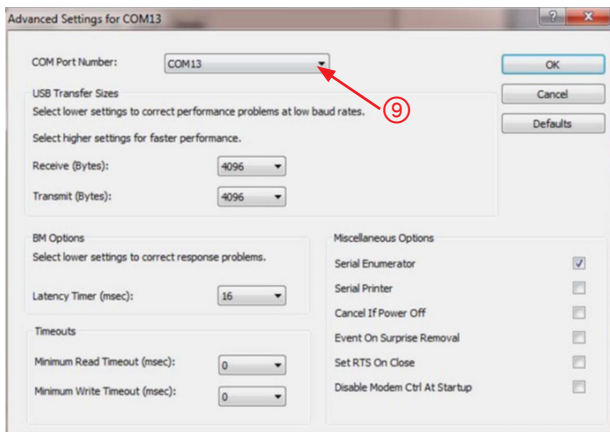 Advanced Settings for COM13
COM Port Number:
COM13
OK
Cancel
Defaults
9
USB Transfer Sizes
Select lower settings to correct performance problems at low baud rates.
Select higher settings for faster performance.
Receive (Bytes):
4096
Transmit (Bytes):
4096
BM Options
Select lower settings to correct response problems.
Latency Timer (msec):
16
Timeouts
Minimum Read Timeout (msec):
0
Minimum Write Timeout (msec):
0
Miscellaneous Options
Serial Enumerator
Serial Printer
Cancel If Power Off
Event On Surprise Removal
Set RTS On Close
Disable Modem Ctrl At Startup